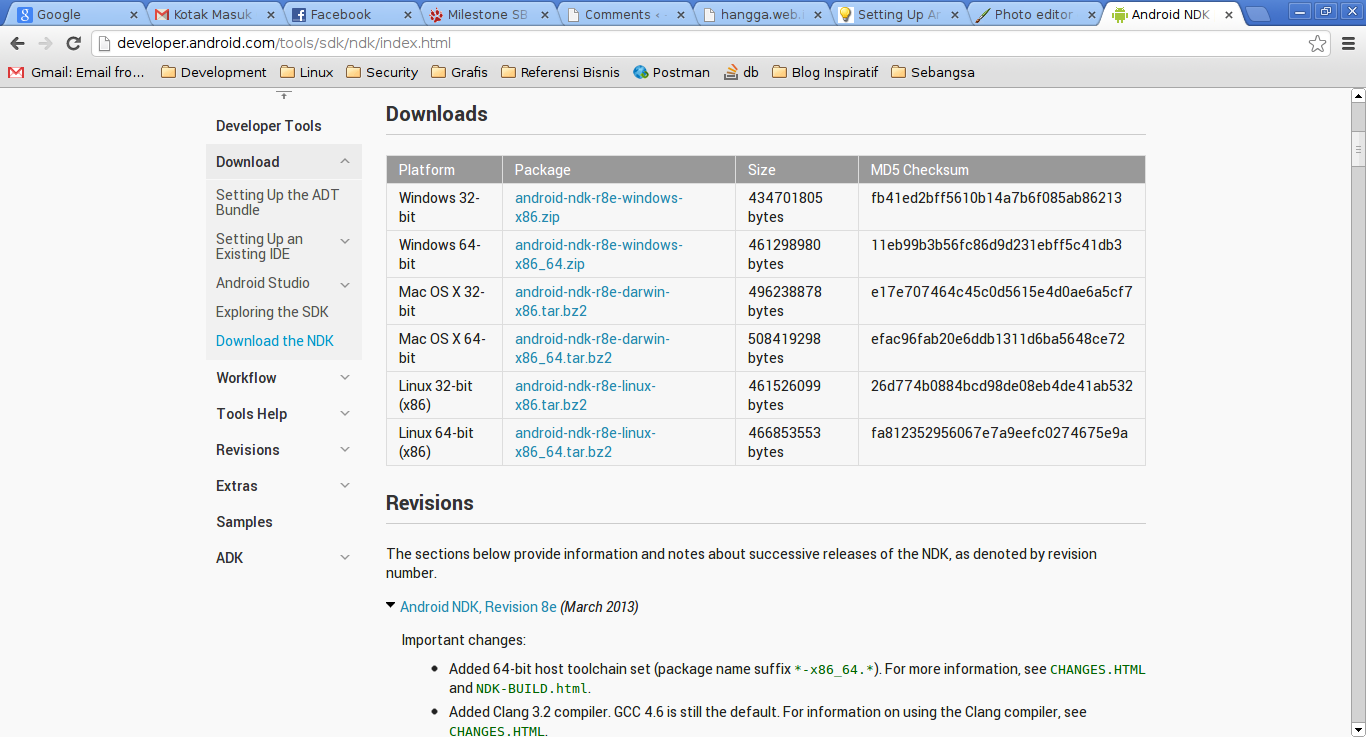 Google
Kotak Masuk
Facebook
Milestone SB
Comments ‹
hangga.web.i
Setting Up An
Photo editor
Android NDK
developer.android.com/tools/sdk/ndk/index.html
Gmail: Email fro...
Development
Linux
Security
Grafis
Referensi Bisnis
Postman
db
Blog Inspiratif
Sebangsa
Developer Tools
Download
Setting Up the ADT
Bundle
Setting Up an
Existing IDE
Android Studio
Exploring the SDK
Download the NDK
Workflow
Tools Help
Revisions
Extras
Samples
ADK
Downloads
Platform Package Size MD5 Checksum
Windows 32- android-ndk-r8e-windows- 434701805 fb41ed2bff5610b14a7b6f085ab86213
bit x86.zip bytes
Windows 64- android-ndk-r8e-windows- 461298980 11eb99b3b56fc86d9d231ebff5c41db3
bit x86_64.zip bytes
Mac OS X 32- android-ndk-r8e-darwin- 496238878 e17e707464c45c0d5615e4d0ae6a5cf7
bit x86.tar.bz2 bytes
Mac OS X 64- android-ndk-r8e-darwin- 508419298 efac96fab20e6ddb1311d6ba5648ce72
bit x86_64.tar.bz2 bytes
Linux 32-bit android-ndk-r8e-linux- 461526099 26d774b0884bcd98de08eb4de41ab532
(x86) x86.tar.bz2 bytes
Linux 64-bit android-ndk-r8e-linux- 466853553 fa812352956067e7a9eefc0274675e9a
(x86) x86_64.tar.bz2 bytes
Revisions
The sections below provide information and notes about successive releases of the NDK, as denoted by revision
number.
Android NDK, Revision 8e (March 2013)
Important changes:
• Added 64-bit host toolchain set (package name suffix *-x86_64.*). For more information, see CHANGES.HTML
and NDK-BUILD.html.
• Added Clang 3.2 compiler. GCC 4.6 is still the default. For information on using the Clang compiler, see
CHANGES.HTML.